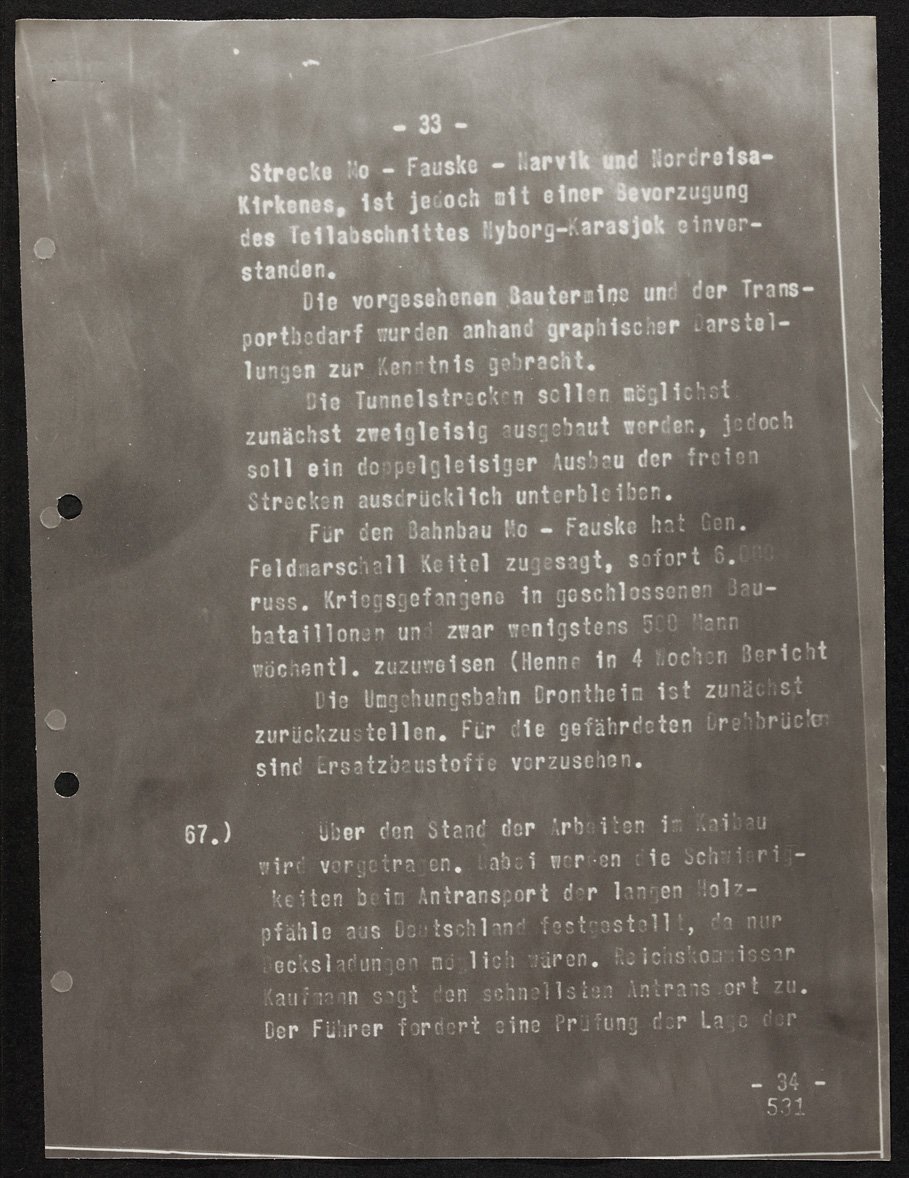 - 33 -
Strecke Mo - Fauske - Narvik und Nordreisa-
Kirkenes, ist jedoch mit einer Bevorzugung
des Teilabschnittes Nyborg-Karasjok einver-
standen.
Die vorgesehenen Bautermine und der Trans-
portbedarf wurden anhand graphischer Darstel-
lungen zur Kenntnis gebracht.
Die Tunnelstrecken sollen möglichst
zunächst zweigleisig ausgebaut werden, jedoch
soll ein doppelgleisiger Ausbau der freien
Strecken ausdrücklich unterbleiben.
Für den Bahnbau Mo - Fauske hat Gen.
Feldmarschall Keitel zugesagt, sofort 6.000
russ. Kriegsgefangene in geschlossenen Bau-
bataillonen und zwar wenigstens 500 Mann
wöchentl. zuzuweisen (Henne in 4 Wochen Bericht
Die Umgehungsbahn Drontheim ist zunächst
zurückzustellen. Für die gefährdeten Drehbrücken
sind Ersatzbaustoffe vorzusehen.
67.) Über den Stand der Arbeiten im Kaibau
wird vorgetragen. Dabei werden die Schwierig-
keiten beim Antransport der langen Holz-
pfähle aus Deutschland festgestellt, da nur
Decksladungen möglich wären. Reichskommissar
Kaufmann sagt den schnellsten Antransport zu.
Der Führer fordert eine Prüfung der Lage der
- 34 -
531